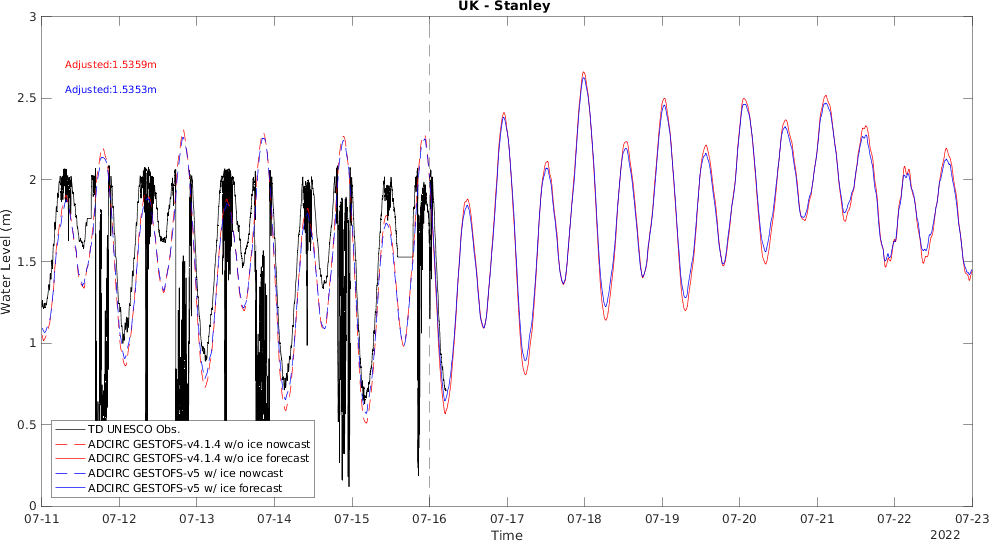 UK - Stanley
3
2.5
2
1.5
1
0.5
0
Water Level (m)
Adjusted:1.5359m
Adjusted:1.5353m
TD UNESCO Obs.
ADCIRC GESTOFS-v4.1.4 w/o ice nowcast
ADCIRC GESTOFS-v4.1.4 w/o ice forecast
ADCIRC GESTOFS-v5 w/ ice nowcast
ADCIRC GESTOFS-v5 w/ ice forecast
07-11 07-12 07-13 07-14 07-15 07-16 07-17 07-18 07-19 07-20 07-21 07-22 07-23
Time
2022